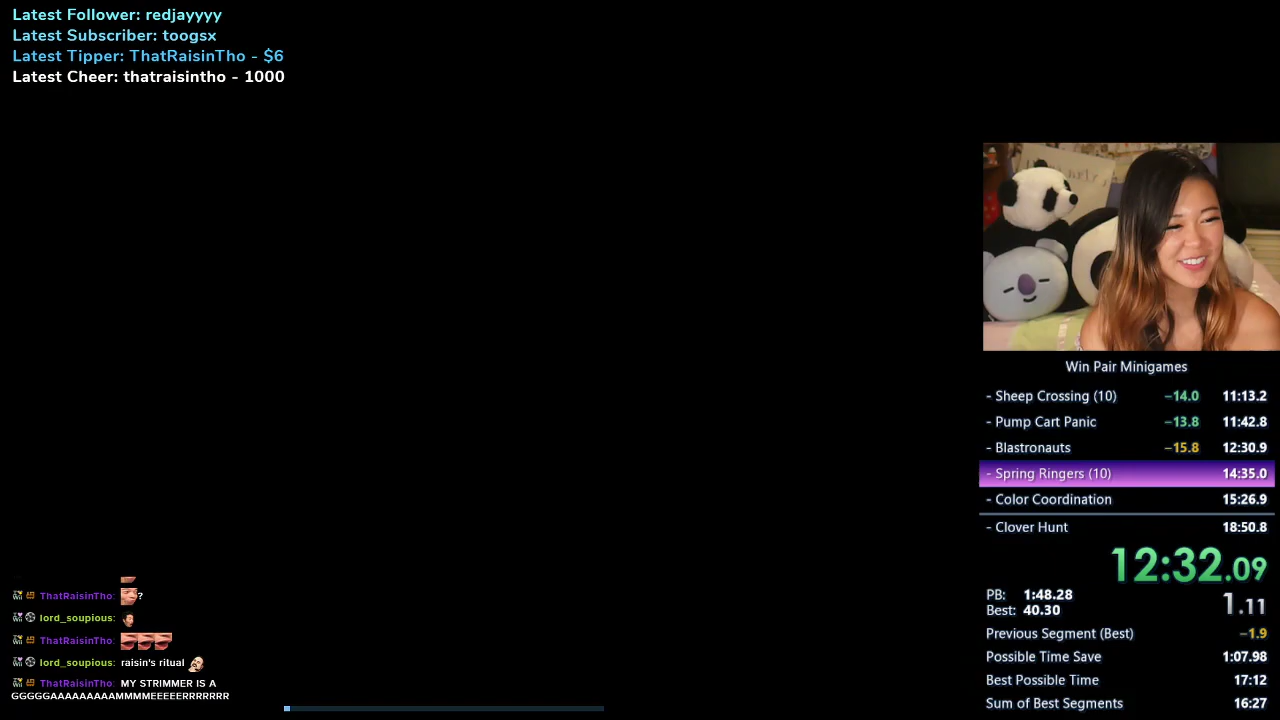 Latest Follower: redjayyyy
Latest Subscriber: toogsx
Latest Tipper: ThatRaisinTho - $6
Latest Cheer: thatraisintho - 1000
Win Pair Minigames
- Sheep Crossing (10) −14.0 11:13.2
- Pump Cart Panic −13.8 11:42.8
- Blastronauts −15.8 12:30.9
- Spring Ringers (10) 14:35.0
- Color Coordination 15:26.9
- Clover Hunt 18:50.8
12:32.09
PB: 1:48.28
Best: 40.30
1.11
Previous Segment (Best) −1.9
Possible Time Save 1:07.98
Best Possible Time 17:12
Sum of Best Segments 16:27
ThatRaisinTho: ?
lord_soupious:
ThatRaisinTho:
lord_soupious: raisin's ritual
ThatRaisinTho: MY STRIMMER IS A
GGGGGAAAAAAAAAMMMMEEEEERRRRRRR